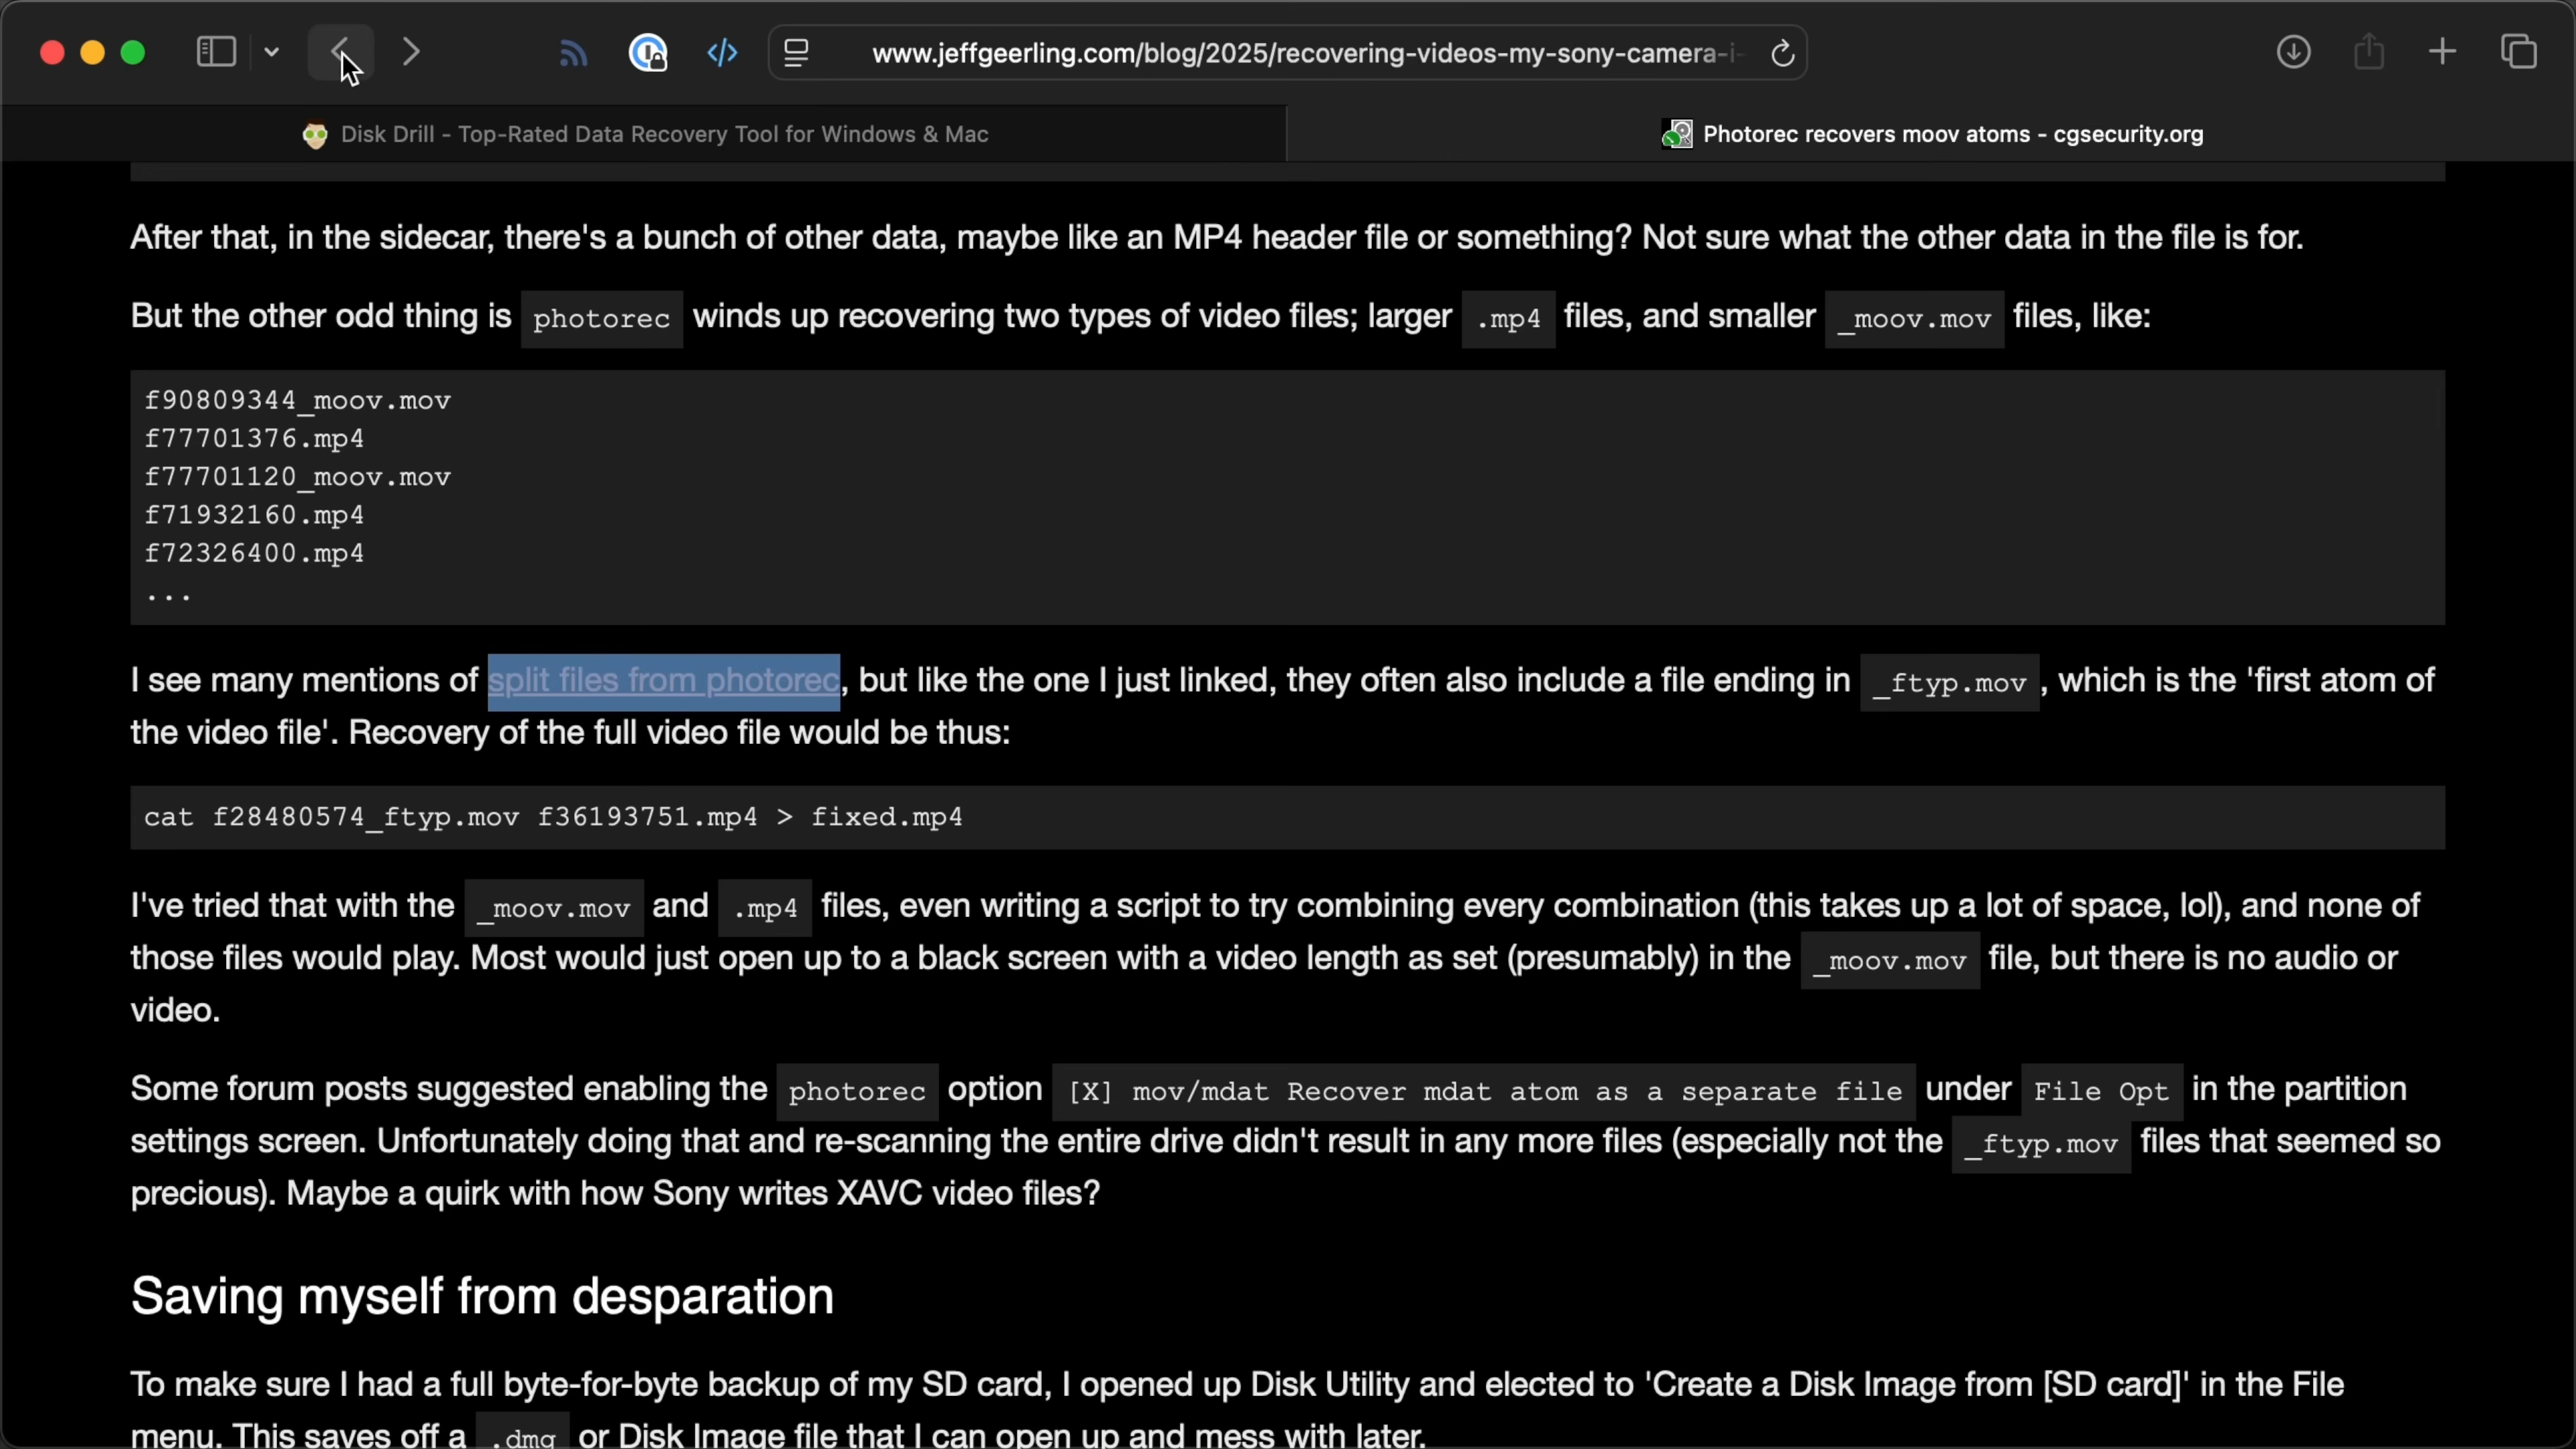 www.jeffgeerling.com/blog/2025/recovering-videos-my-sony-camera-i-
Disk Drill - Top-Rated Data Recovery Tool for Windows & Mac
Photorec recovers moov atoms - cgsecurity.org
After that, in the sidecar, there's a bunch of other data, maybe like an MP4 header file or something? Not sure what the other data in the file is for.
But the other odd thing is photorec winds up recovering two types of video files; larger .mp4 files, and smaller _moov.mov files, like:
f90809344_moov.mov
f77701376.mp4
f77701120_moov.mov
f71932160.mp4
f72326400.mp4
...
I see many mentions of split files from photorec, but like the one I just linked, they often also include a file ending in _ftyp.mov , which is the 'first atom of
the video file'. Recovery of the full video file would be thus:
cat f28480574_ftyp.mov f36193751.mp4 > fixed.mp4
I've tried that with the _moov.mov and .mp4 files, even writing a script to try combining every combination (this takes up a lot of space, lol), and none of
those files would play. Most would just open up to a black screen with a video length as set (presumably) in the _moov.mov file, but there is no audio or
video.
Some forum posts suggested enabling the photorec option [X] mov/mdat Recover mdat atom as a separate file under File Opt in the partition
settings screen. Unfortunately doing that and re-scanning the entire drive didn't result in any more files (especially not the _ftyp.mov files that seemed so
precious). Maybe a quirk with how Sony writes XAVC video files?
Saving myself from desparation
To make sure I had a full byte-for-byte backup of my SD card, I opened up Disk Utility and elected to 'Create a Disk Image from [SD card]' in the File
menu. This saves off a .dmg or Disk Image file that I can open up and mess with later.